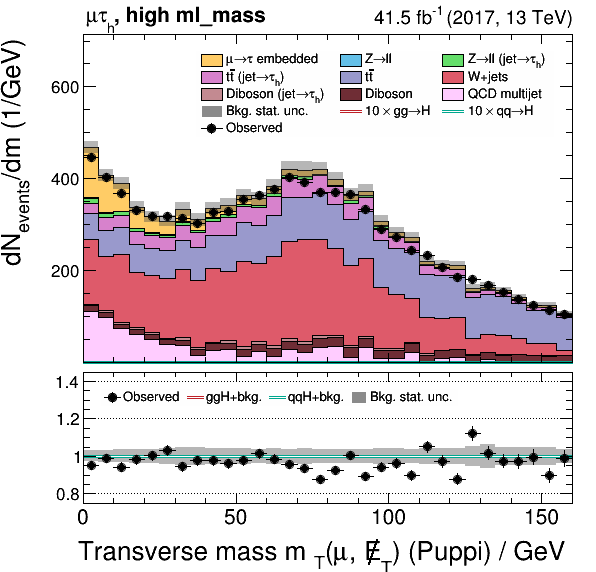 μτh, high ml_mass 41.5 fb⁻¹ (2017, 13 TeV)
dNevents/dm (1/GeV)
600
400
200
μ→τ embedded Z→ll Z→ll (jet→τh)
tt̄ (jet→τh) tt̄ W+jets
Diboson (jet→τh) Diboson QCD multijet
Bkg. stat. unc. 10 × gg→H 10 × qq→H
Observed
1.4
1.2
1
0.8
Observed ggH+bkg. qqH+bkg. Bkg. stat. unc.
0 50 100 150
Transverse mass m T(μ, E̸T) (Puppi) / GeV